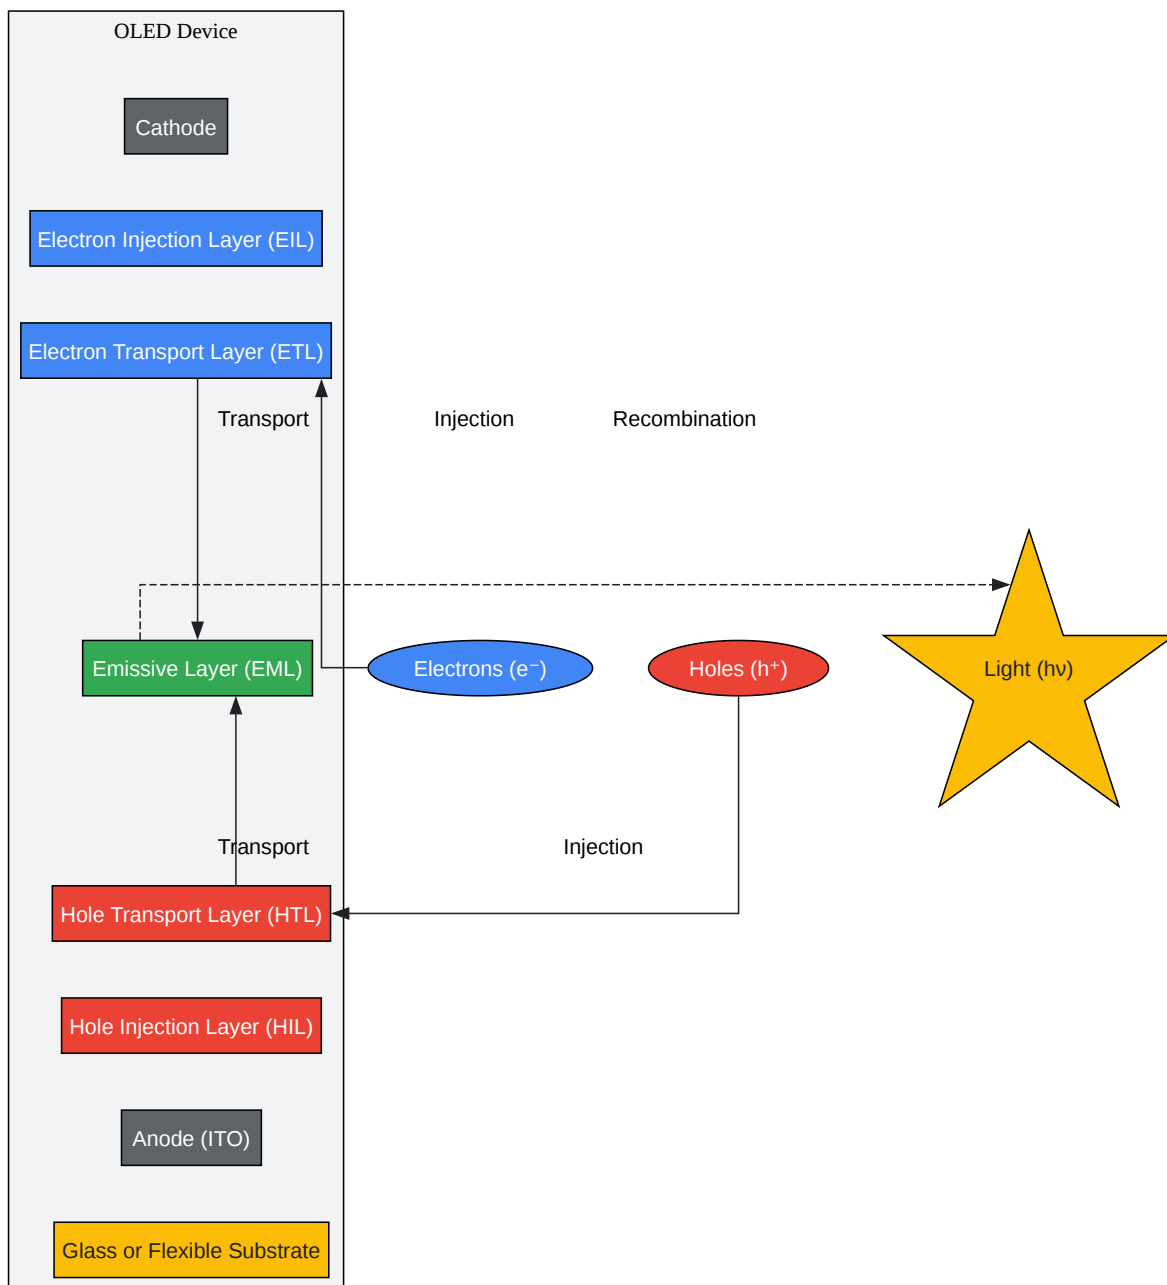 OLED Device
Cathode
Electron Injection Layer (EIL)
Electron Transport Layer (ETL)
Transport
Injection
Recombination
Emissive Layer (EML)
Electrons (e⁻)
Holes (h⁺)
Light (hν)
Transport
Injection
Hole Transport Layer (HTL)
Hole Injection Layer (HIL)
Anode (ITO)
Glass or Flexible Substrate